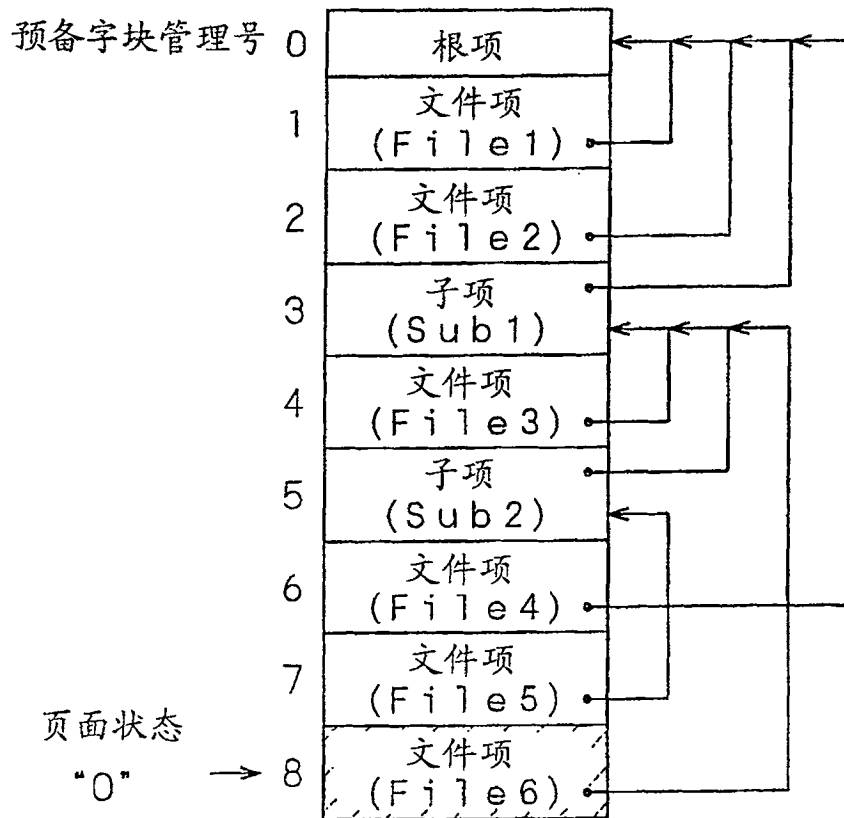 预备字块管理号 0 根项
1 文件项
(File1)
2 文件项
(File2)
3 子项
(Sub1)
4 文件项
(File3)
5 子项
(Sub2)
6 文件项
(File4)
7 文件项
(File5)
页面状态
“0” → 8 文件项
(File6)